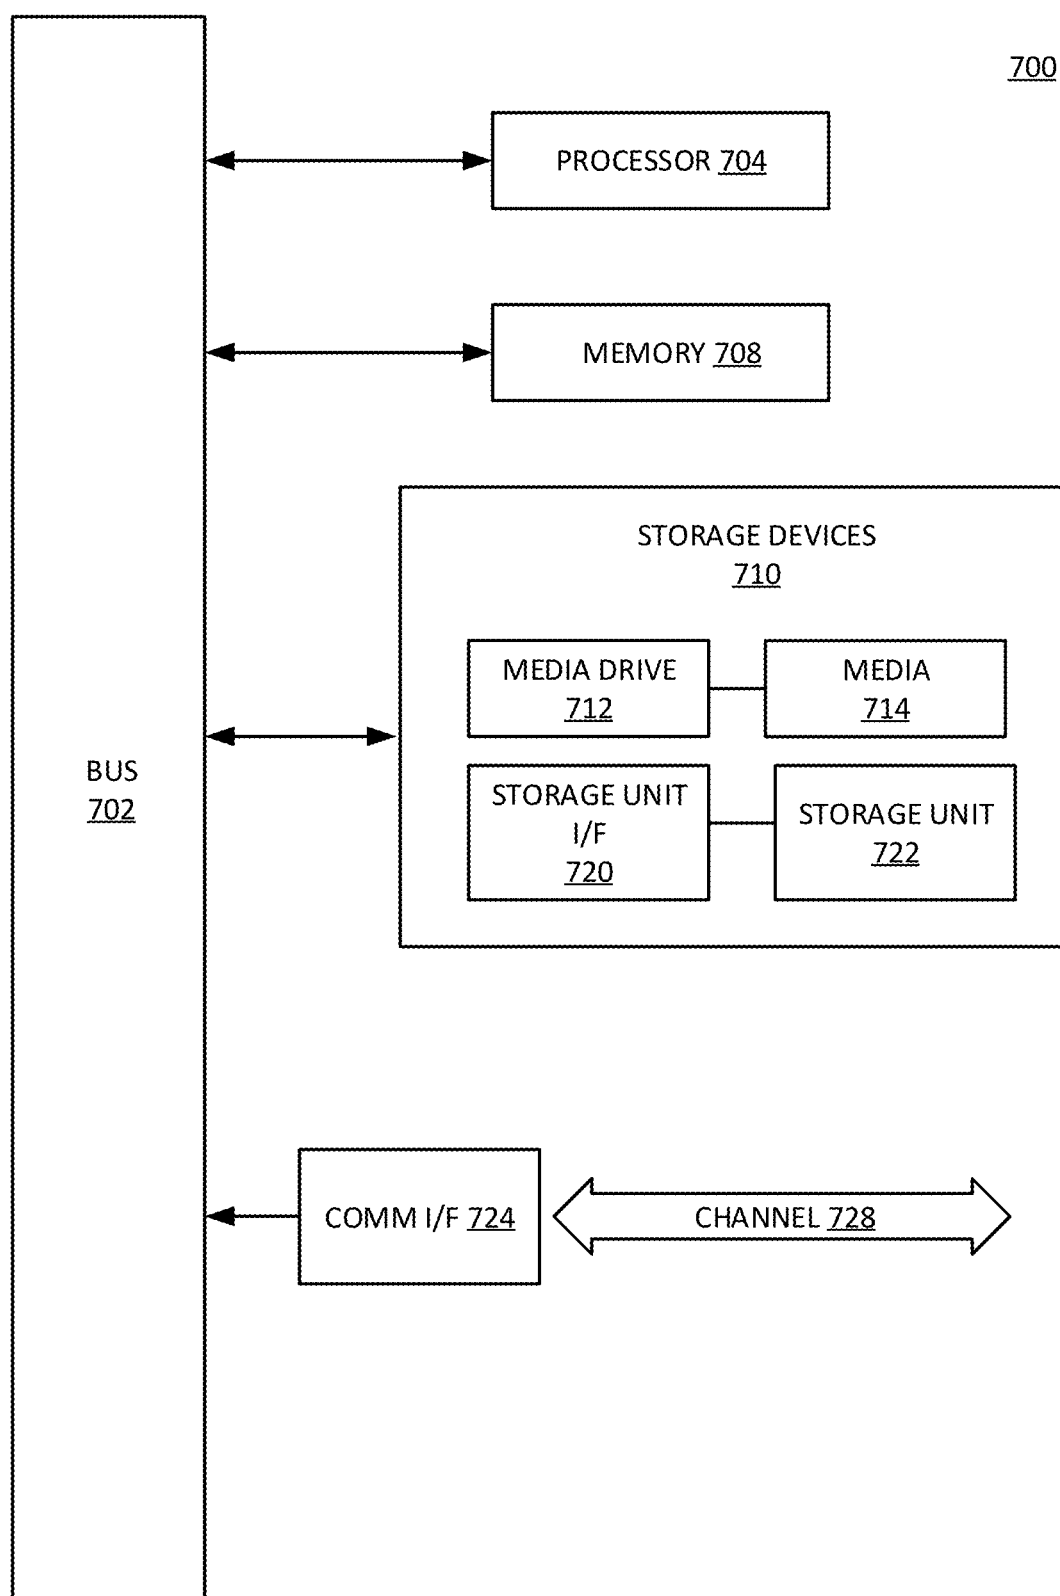 700
PROCESSOR 704
MEMORY 708
STORAGE DEVICES
710
MEDIA DRIVE
712
MEDIA
714
BUS
702
STORAGE UNIT
I/F
720
STORAGE UNIT
722
COMM I/F 724
CHANNEL 728